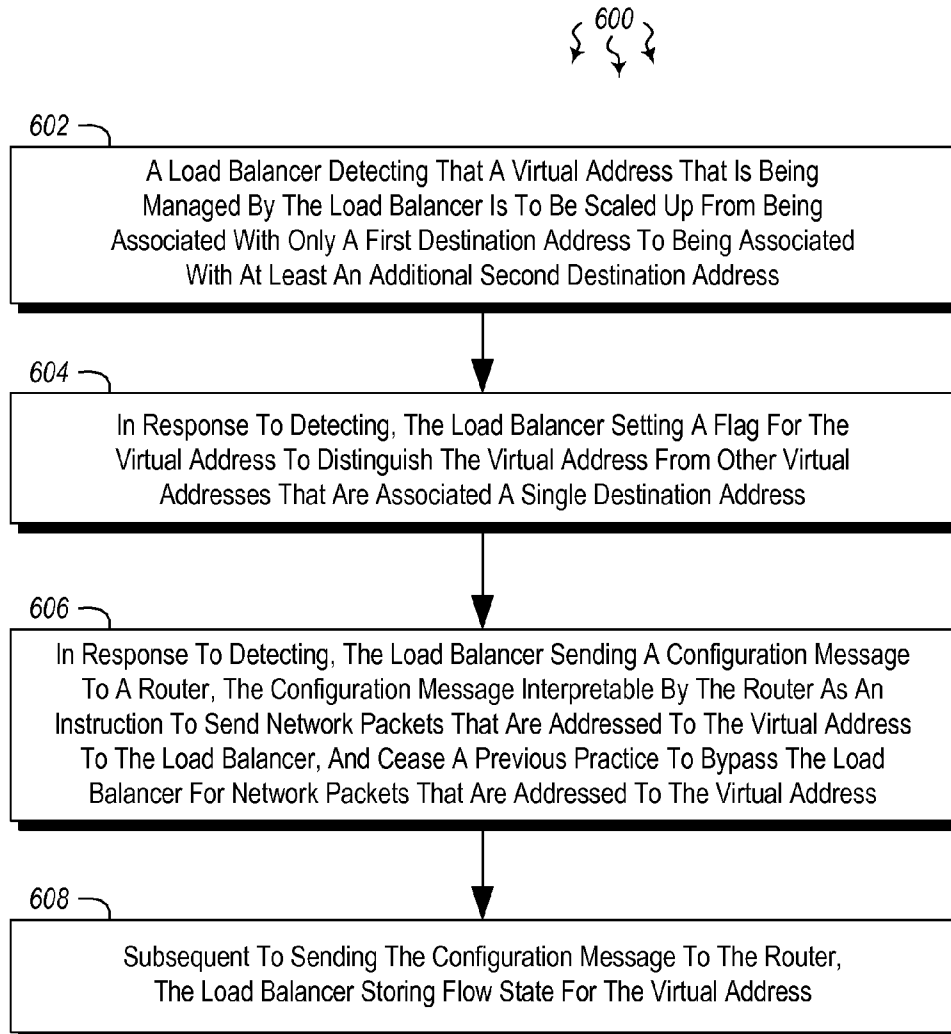 600
602
A Load Balancer Detecting That A Virtual Address That Is Being
Managed By The Load Balancer Is To Be Scaled Up From Being
Associated With Only A First Destination Address To Being Associated
With At Least An Additional Second Destination Address
604
In Response To Detecting, The Load Balancer Setting A Flag For The
Virtual Address To Distinguish The Virtual Address From Other Virtual
Addresses That Are Associated A Single Destination Address
606
In Response To Detecting, The Load Balancer Sending A Configuration Message
To A Router, The Configuration Message Interpretable By The Router As An
Instruction To Send Network Packets That Are Addressed To The Virtual Address
To The Load Balancer, And Cease A Previous Practice To Bypass The Load
Balancer For Network Packets That Are Addressed To The Virtual Address
608
Subsequent To Sending The Configuration Message To The Router,
The Load Balancer Storing Flow State For The Virtual Address